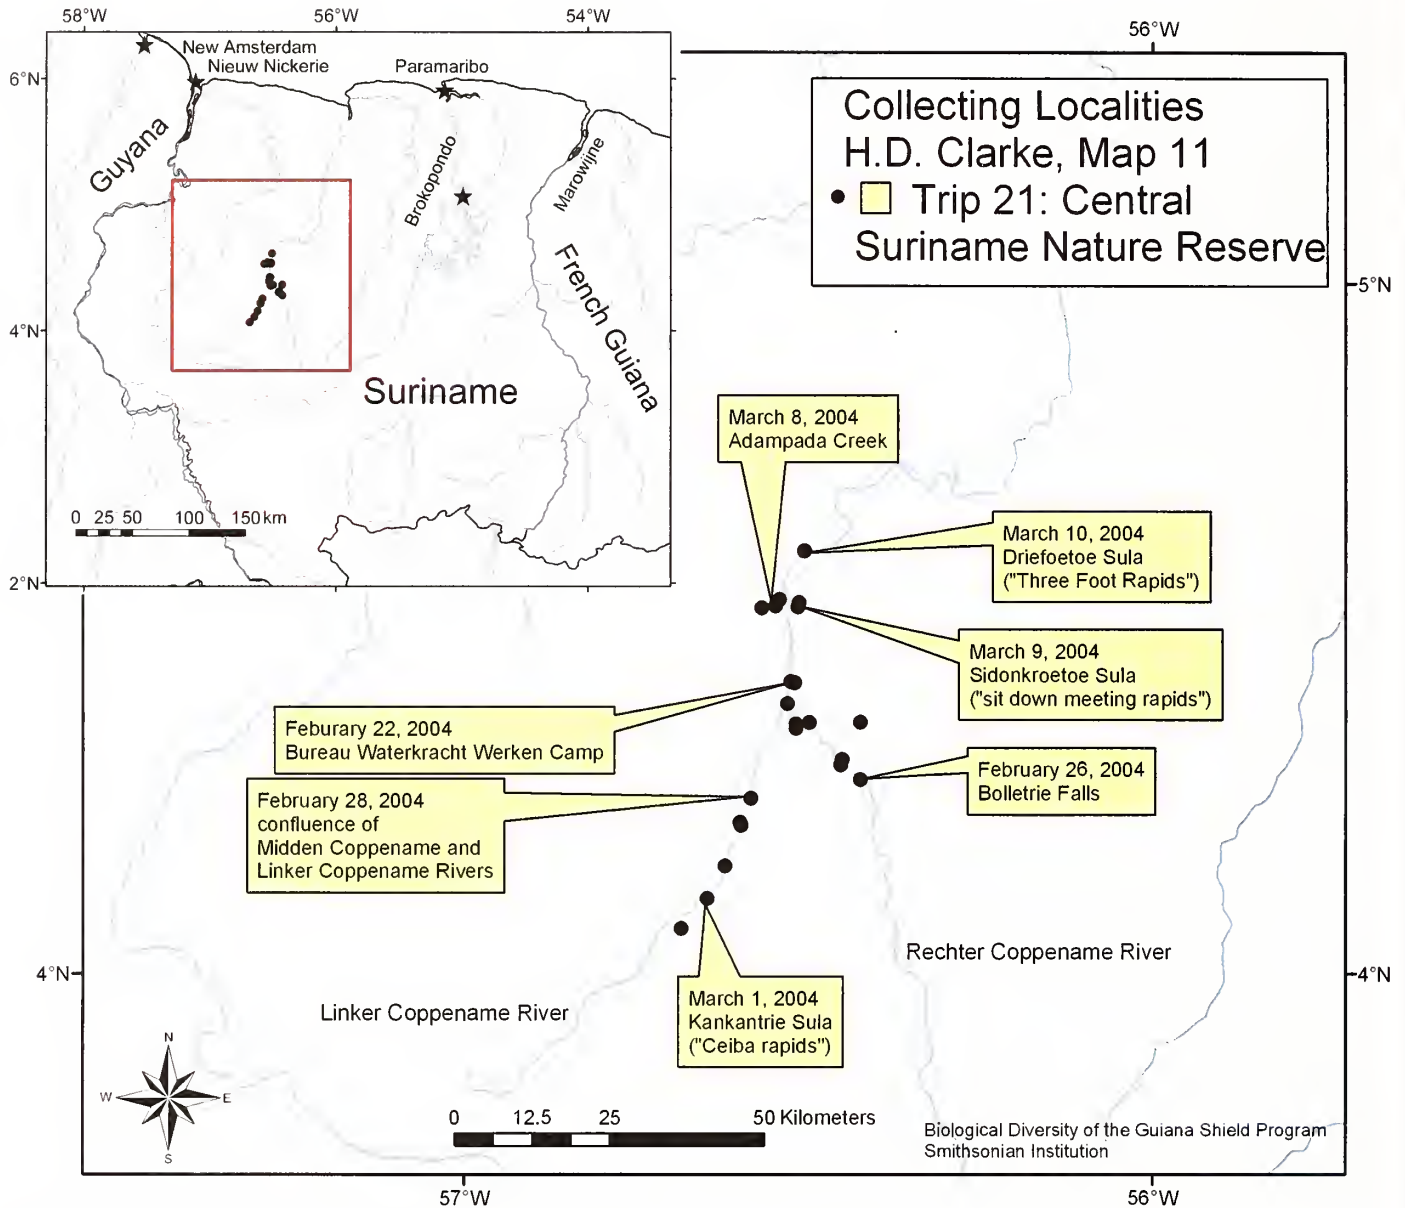 58°W
56°W
54°W
6°N
4°N
2°N
New Amsterdam
Nieuw Nickerie
Paramaribo
Guyana
Brokopondo
Marowijne
French Guiana
Suriname
0 25 50 100 150 km
56°W
5°N
Collecting Localities
H.D. Clarke, Map 11
Trip 21: Central
Suriname Nature Reserve
March 8, 2004
Adampada Creek
March 10, 2004
Driefoetoe Sula
("Three Foot Rapids")
March 9, 2004
Sidonkroetoe Sula
("sit down meeting rapids")
Feburary 22, 2004
Bureau Waterkracht Werken Camp
February 26, 2004
Bolletrie Falls
February 28, 2004
confluence of
Midden Coppename and
Linker Coppename Rivers
Rechter Coppename River
4°N
4°N
March 1, 2004
Kankantrie Sula
("Ceiba rapids")
Linker Coppename River
N
W
E
S
0 12.5 25 50 Kilometers
Biological Diversity of the Guiana Shield Program
Smithsonian Institution
57°W
56°W